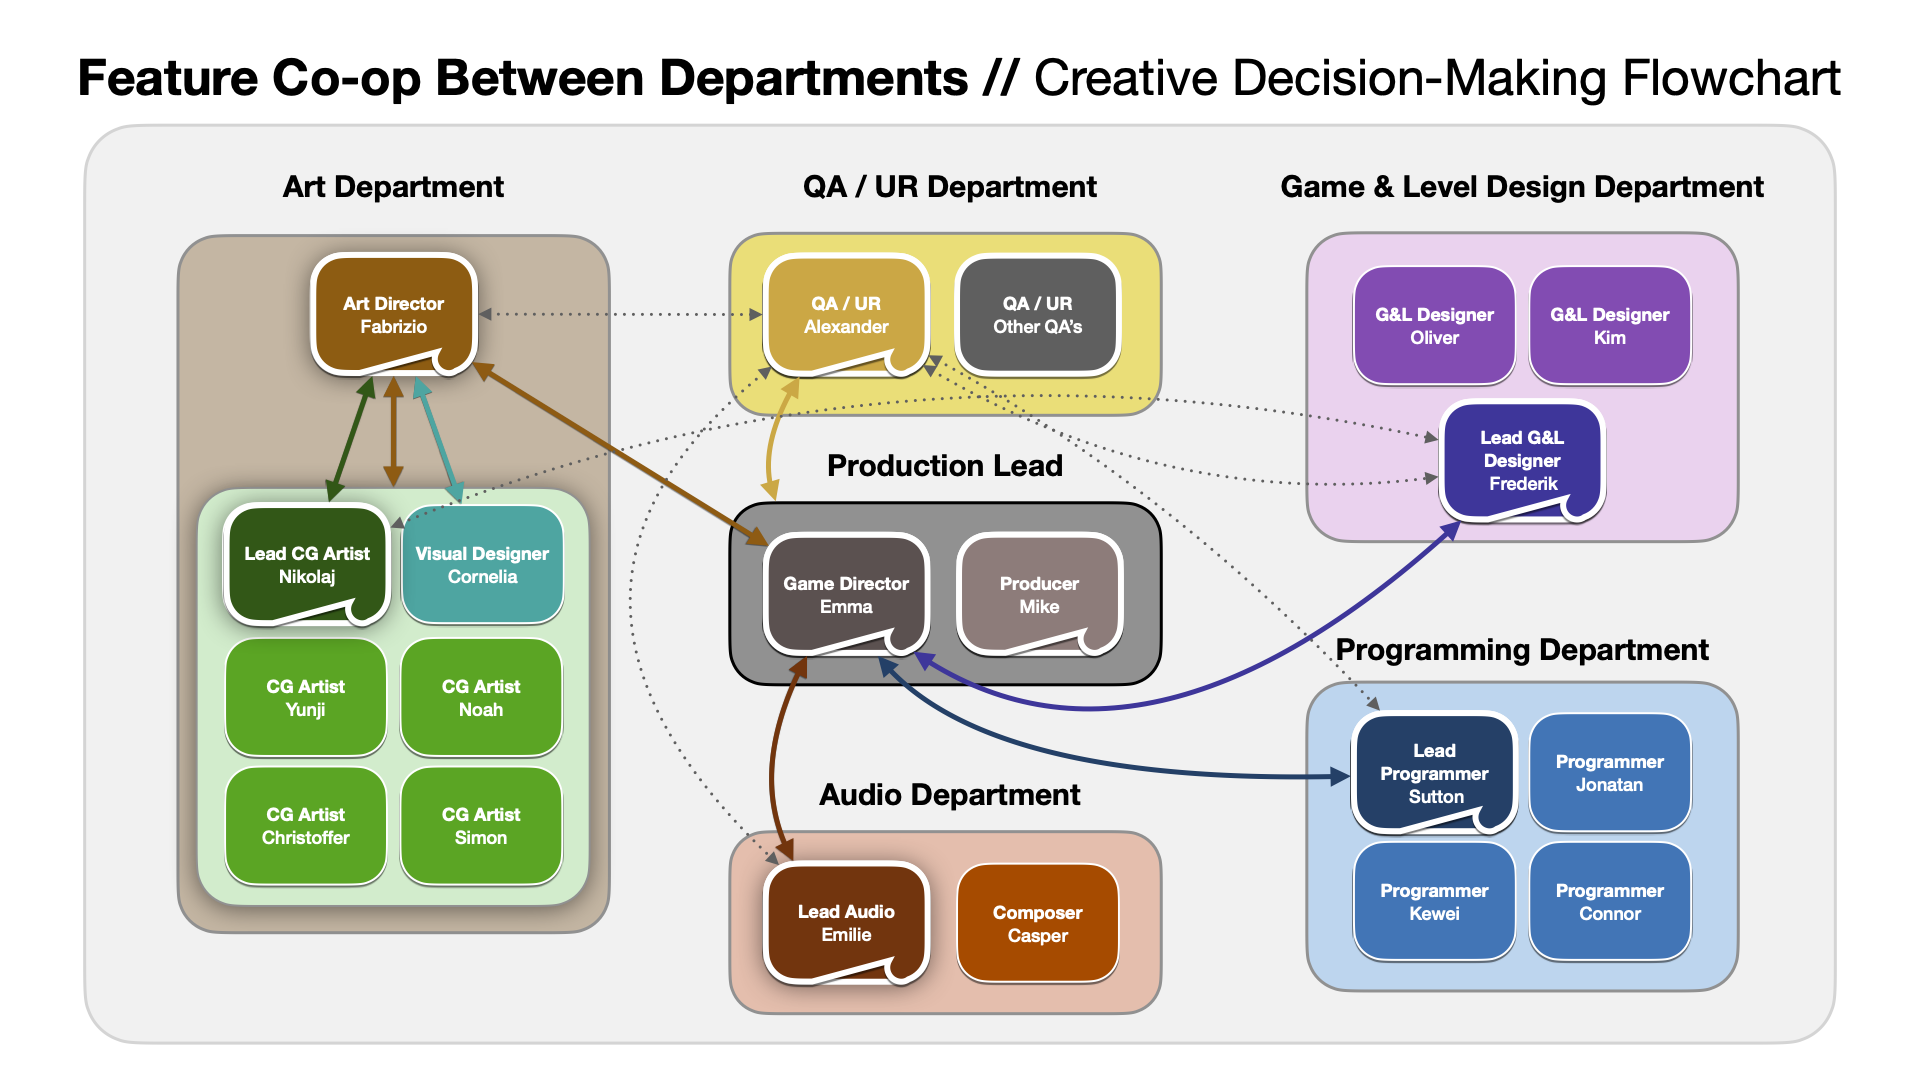 Feature Co-op Between Departments // Creative Decision-Making Flowchart
Art Department
Art Director
Fabrizio
Lead CG Artist
Nikolaj
Visual Designer
Cornelia
CG Artist
Yunji
CG Artist
Noah
CG Artist
Christoffer
CG Artist
Simon
QA / UR Department
QA / UR
Alexander
QA / UR
Other QA's
Production Lead
Game Director
Emma
Producer
Mike
Audio Department
Lead Audio
Emilie
Composer
Casper
Game & Level Design Department
G&L Designer
Oliver
G&L Designer
Kim
Lead G&L
Designer
Frederik
Programming Department
Lead
Programmer
Sutton
Programmer
Jonatan
Programmer
Kewei
Programmer
Connor